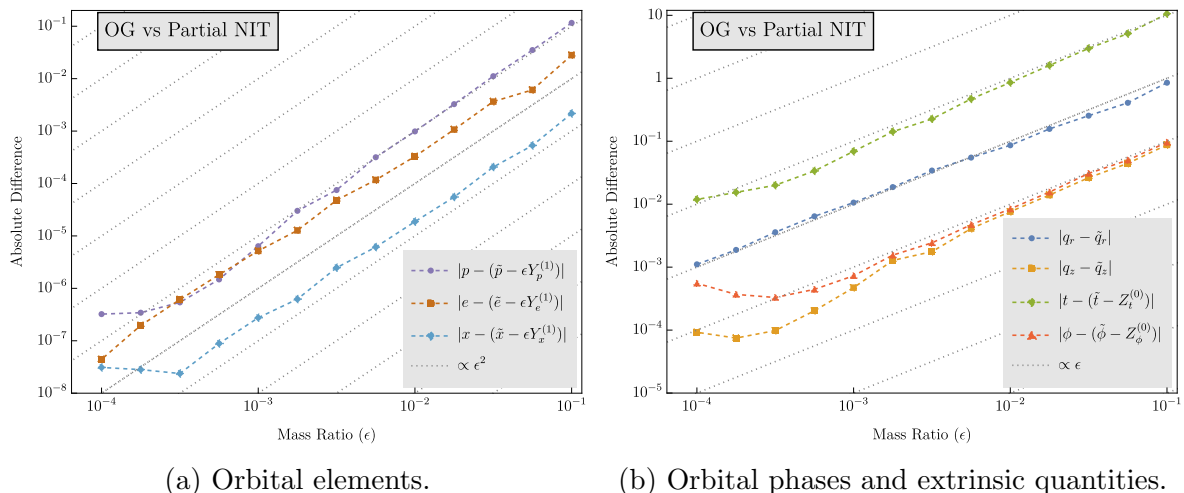 OG vs Partial NIT
Absolute Difference
10^{-1}
10^{-2}
10^{-3}
10^{-4}
10^{-5}
10^{-6}
10^{-7}
10^{-8}
|p − (p̃ − ϵY_p^{(1)})|
|e − (ẽ − ϵY_e^{(1)})|
|x − (x̃ − ϵY_x^{(1)})|
∝ ϵ^2
10^{-4} 10^{-3} 10^{-2} 10^{-1}
Mass Ratio (ϵ)
(a) Orbital elements.
OG vs Partial NIT
Absolute Difference
10
1
10^{-1}
10^{-2}
10^{-3}
10^{-4}
10^{-5}
|q_r − q̃_r|
|q_z − q̃_z|
|t − (t̃ − Z_t^{(0)})|
|ϕ − (ϕ̃ − Z_ϕ^{(0)})|
∝ ϵ
10^{-4} 10^{-3} 10^{-2} 10^{-1}
Mass Ratio (ϵ)
(b) Orbital phases and extrinsic quantities.